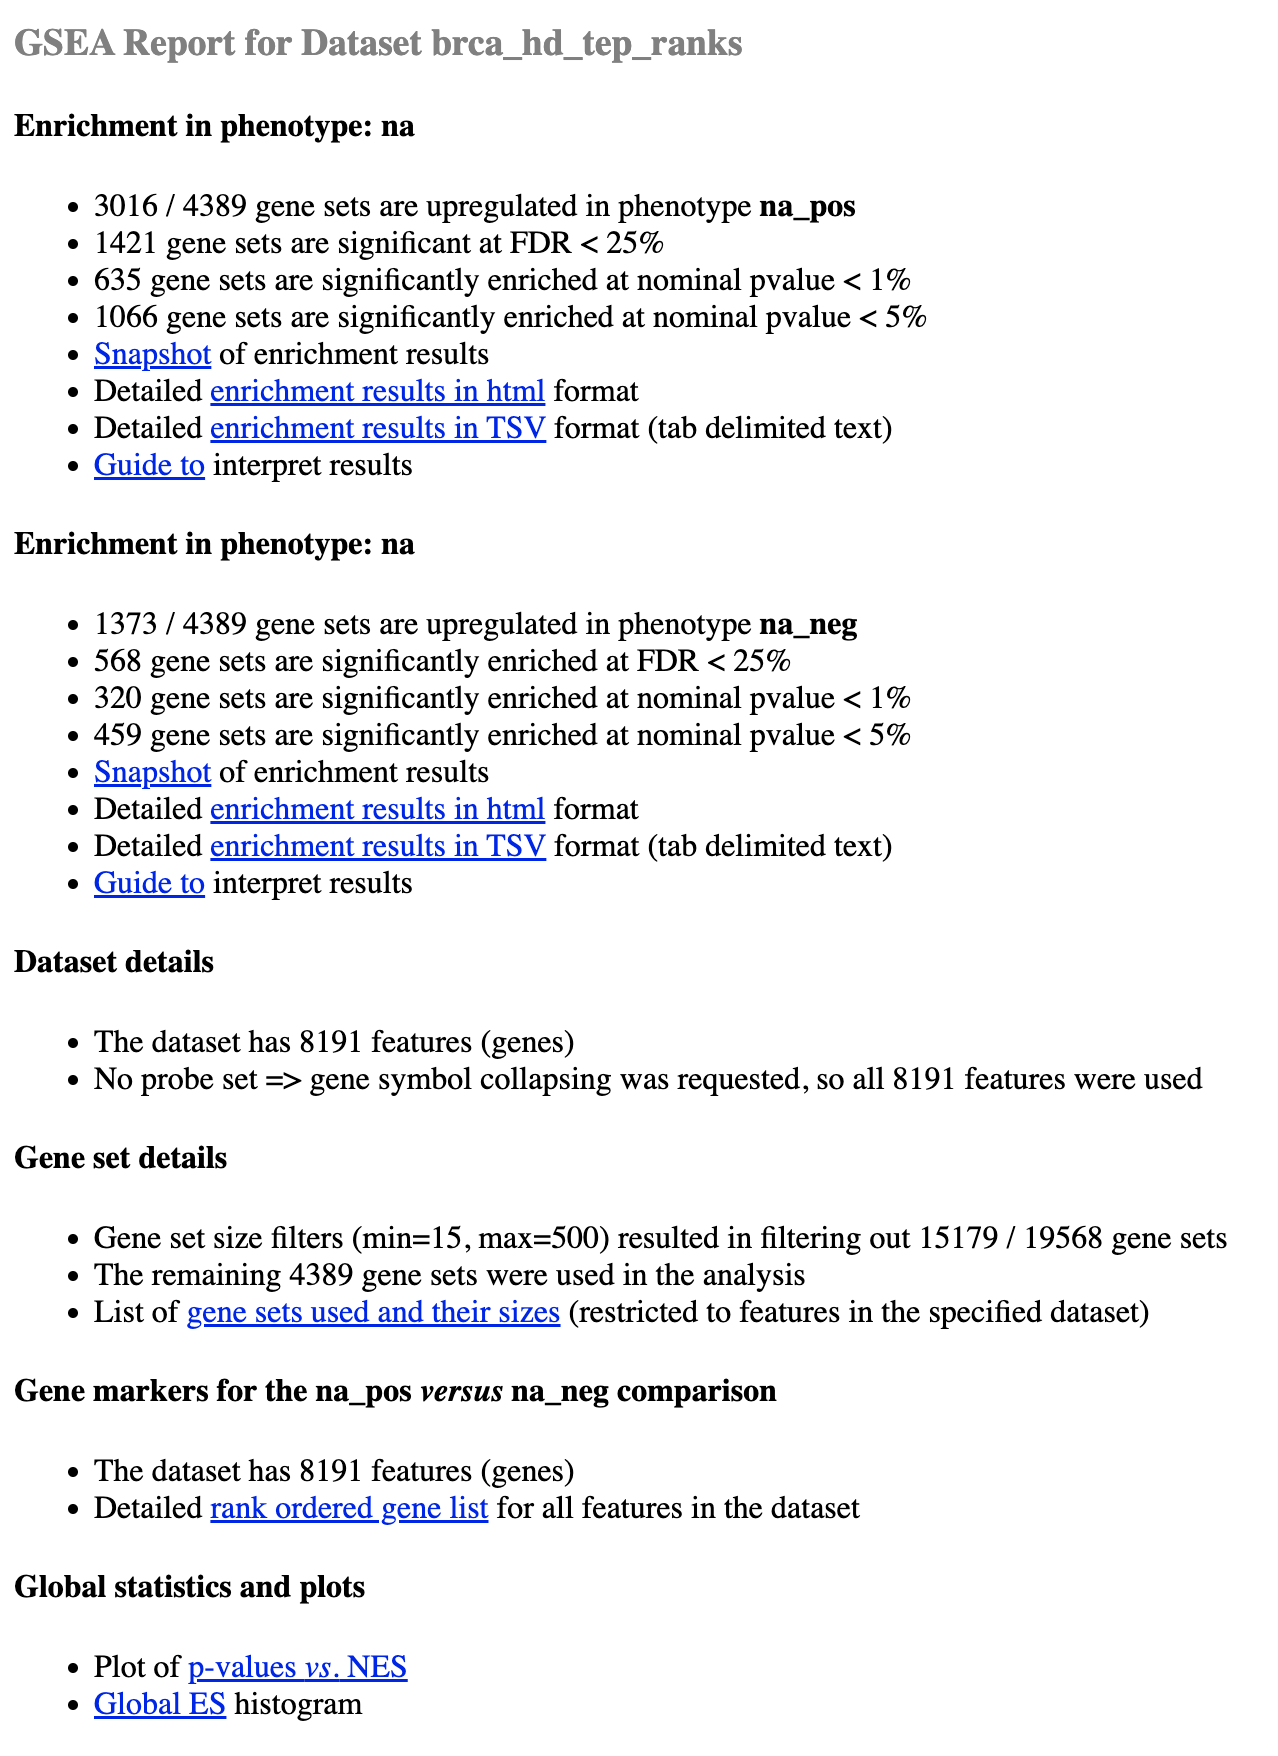 GSEA Report for Dataset brca_hd_tep_ranks
Enrichment in phenotype: na
• 3016 / 4389 gene sets are upregulated in phenotype na_pos
• 1421 gene sets are significant at FDR < 25%
• 635 gene sets are significantly enriched at nominal pvalue < 1%
• 1066 gene sets are significantly enriched at nominal pvalue < 5%
• Snapshot of enrichment results
• Detailed enrichment results in html format
• Detailed enrichment results in TSV format (tab delimited text)
• Guide to interpret results
Enrichment in phenotype: na
• 1373 / 4389 gene sets are upregulated in phenotype na_neg
• 568 gene sets are significantly enriched at FDR < 25%
• 320 gene sets are significantly enriched at nominal pvalue < 1%
• 459 gene sets are significantly enriched at nominal pvalue < 5%
• Snapshot of enrichment results
• Detailed enrichment results in html format
• Detailed enrichment results in TSV format (tab delimited text)
• Guide to interpret results
Dataset details
• The dataset has 8191 features (genes)
• No probe set => gene symbol collapsing was requested, so all 8191 features were used
Gene set details
• Gene set size filters (min=15, max=500) resulted in filtering out 15179 / 19568 gene sets
• The remaining 4389 gene sets were used in the analysis
• List of gene sets used and their sizes (restricted to features in the specified dataset)
Gene markers for the na_pos versus na_neg comparison
• The dataset has 8191 features (genes)
• Detailed rank ordered gene list for all features in the dataset
Global statistics and plots
• Plot of p-values vs. NES
• Global ES histogram